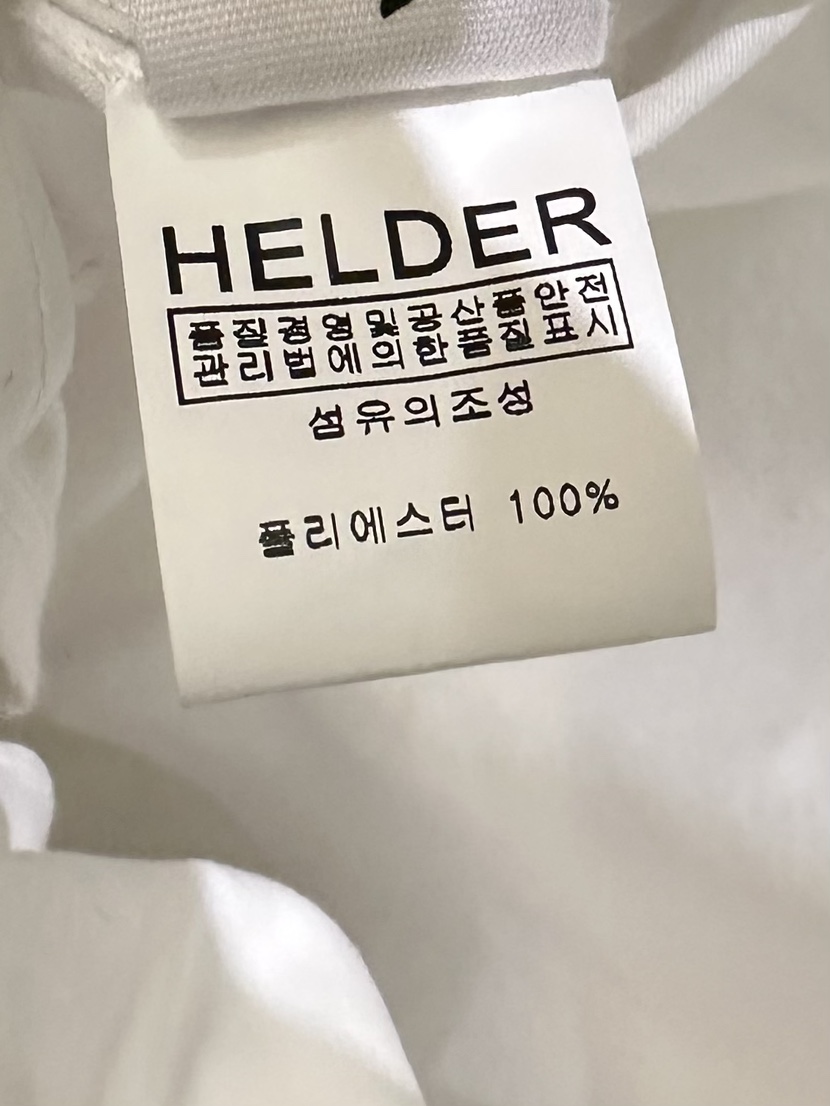 HELDER
품질경영및공산품안전
관리법에의한품질표시
섬유의조성
폴리에스터 100%